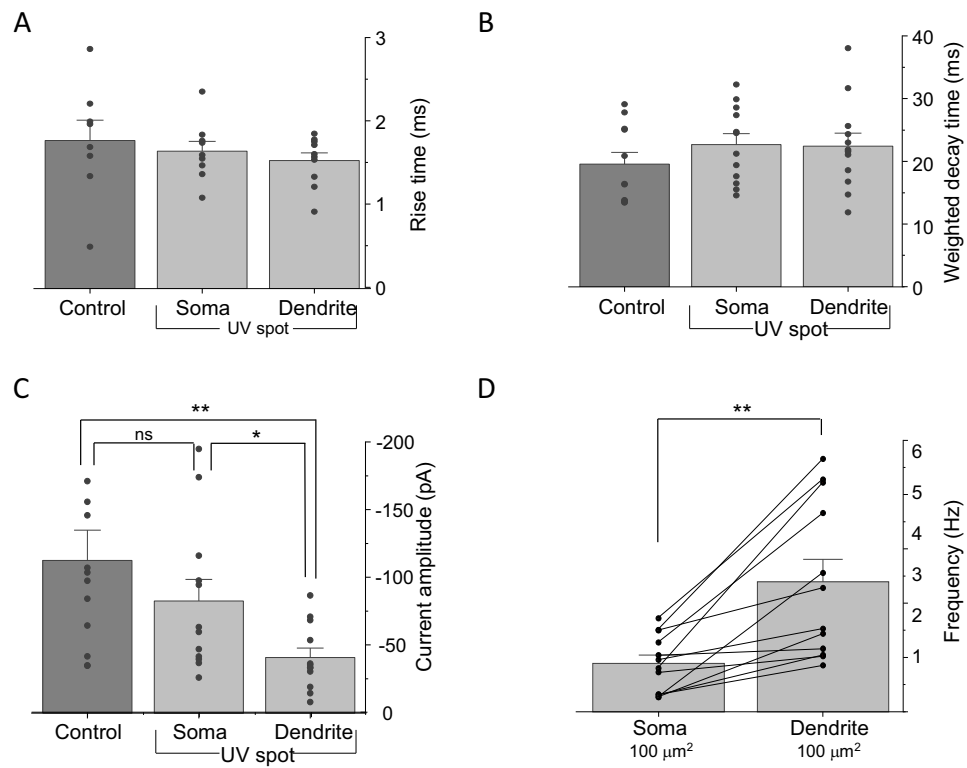 A
3
2
1
0
Rise time (ms)
Control
Soma
Dendrite
UV spot
B
40
30
20
10
0
Weighted decay time (ms)
Control
Soma
Dendrite
UV spot
C
**
ns
*
-200
-150
-100
-50
0
Current amplitude (pA)
Control
Soma
Dendrite
UV spot
D
**
6
5
4
3
2
1
Frequency (Hz)
Soma
100 μm²
Dendrite
100 μm²